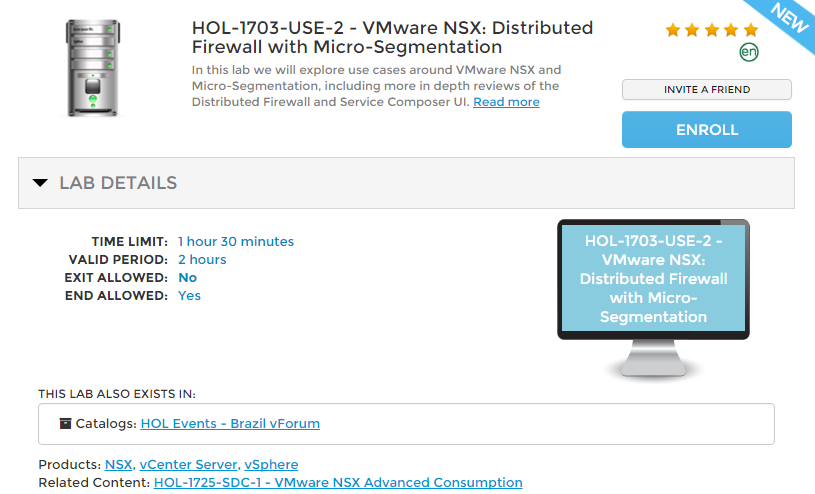 HOL-1703-USE-2 - VMware NSX: Distributed
Firewall with Micro-Segmentation
In this lab we will explore use cases around VMware NSX and
Micro-Segmentation, including more in depth reviews of the
Distributed Firewall and Service Composer UI. Read more
NEW
en
INVITE A FRIEND
ENROLL
LAB DETAILS
TIME LIMIT: 1 hour 30 minutes
VALID PERIOD: 2 hours
EXIT ALLOWED: No
END ALLOWED: Yes
HOL-1703-USE-2 -
VMware NSX:
Distributed Firewall
with Micro-
Segmentation
THIS LAB ALSO EXISTS IN:
Catalogs: HOL Events - Brazil vForum
Products: NSX, vCenter Server, vSphere
Related Content: HOL-1725-SDC-1 - VMware NSX Advanced Consumption